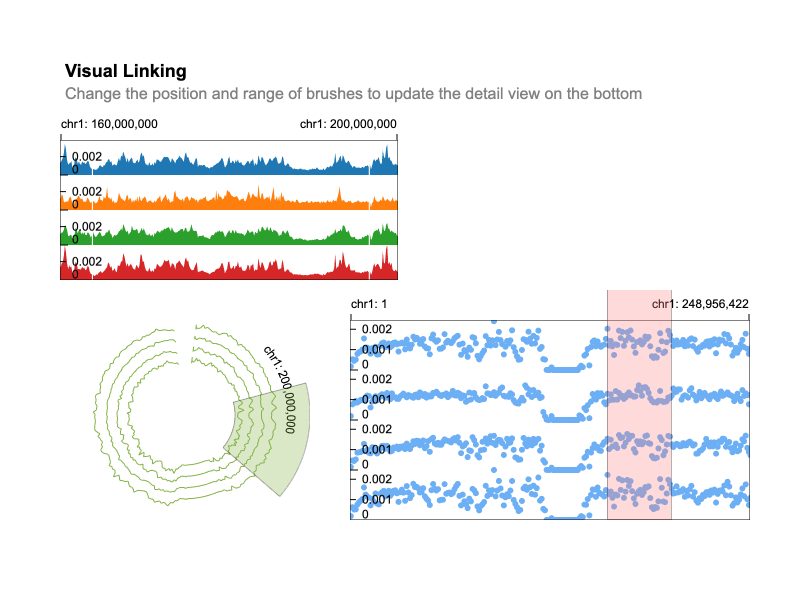 Visual Linking
Change the position and range of brushes to update the detail view on the bottom
chr1: 160,000,000
chr1: 200,000,000
0.002
0
0.002
0
0.002
0
0.002
0
chr1: 200,000,000
chr1: 1
chr1: 248,956,422
0.002
0.001
0
0.002
0.001
0.002
0.001
0
0.002
0.001
0